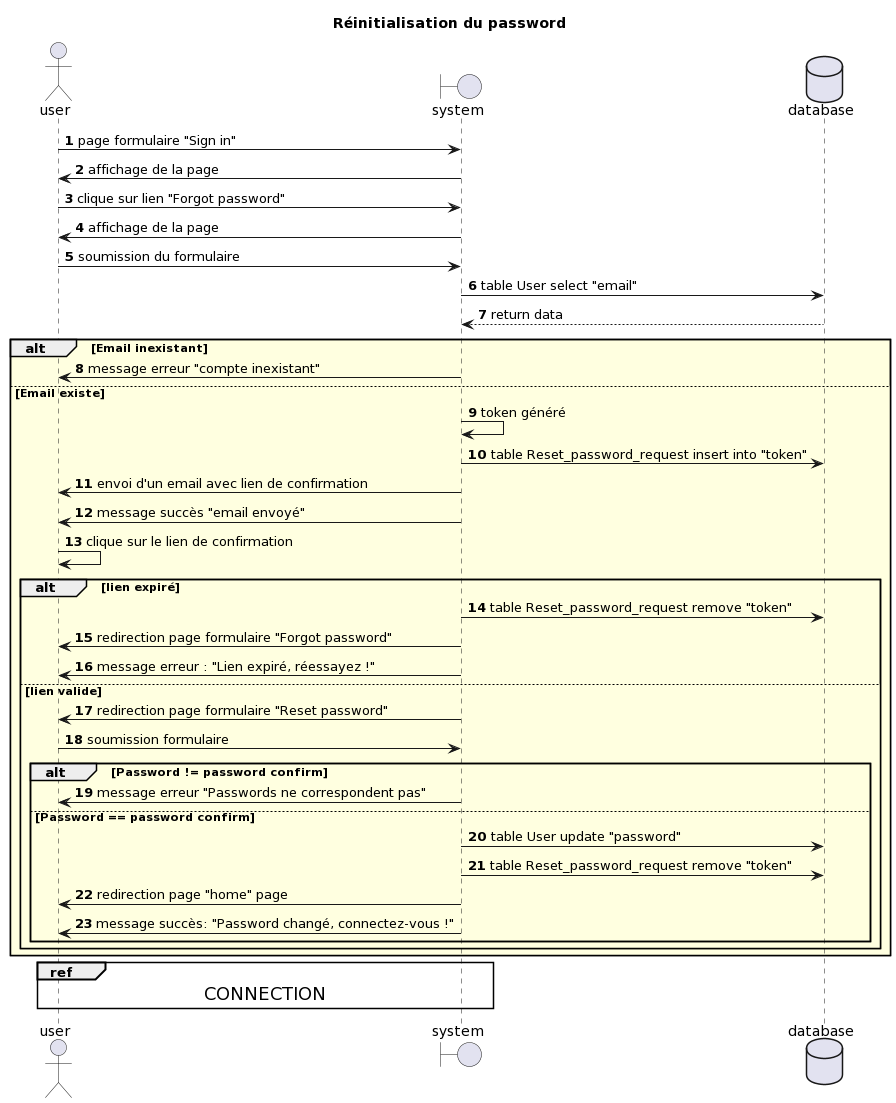 Réinitialisation du password
user
system
database
1 page formulaire "Sign in"
2 affichage de la page
3 clique sur lien "Forgot password"
4 affichage de la page
5 soumission du formulaire
6 table User select "email"
7 return data
alt [Email inexistant]
8 message erreur "compte inexistant"
[Email existe]
9 token généré
10 table Reset_password_request insert into "token"
11 envoi d'un email avec lien de confirmation
12 message succès "email envoyé"
13 clique sur le lien de confirmation
alt [lien expiré]
14 table Reset_password_request remove "token"
15 redirection page formulaire "Forgot password"
16 message erreur : "Lien expiré, réessayez !"
[lien valide]
17 redirection page formulaire "Reset password"
18 soumission formulaire
alt [Password != password confirm]
19 message erreur "Passwords ne correspondent pas"
[Password == password confirm]
20 table User update "password"
21 table Reset_password_request remove "token"
22 redirection page "home" page
23 message succès: "Password changé, connectez-vous !"
ref
CONNECTION
user
system
database